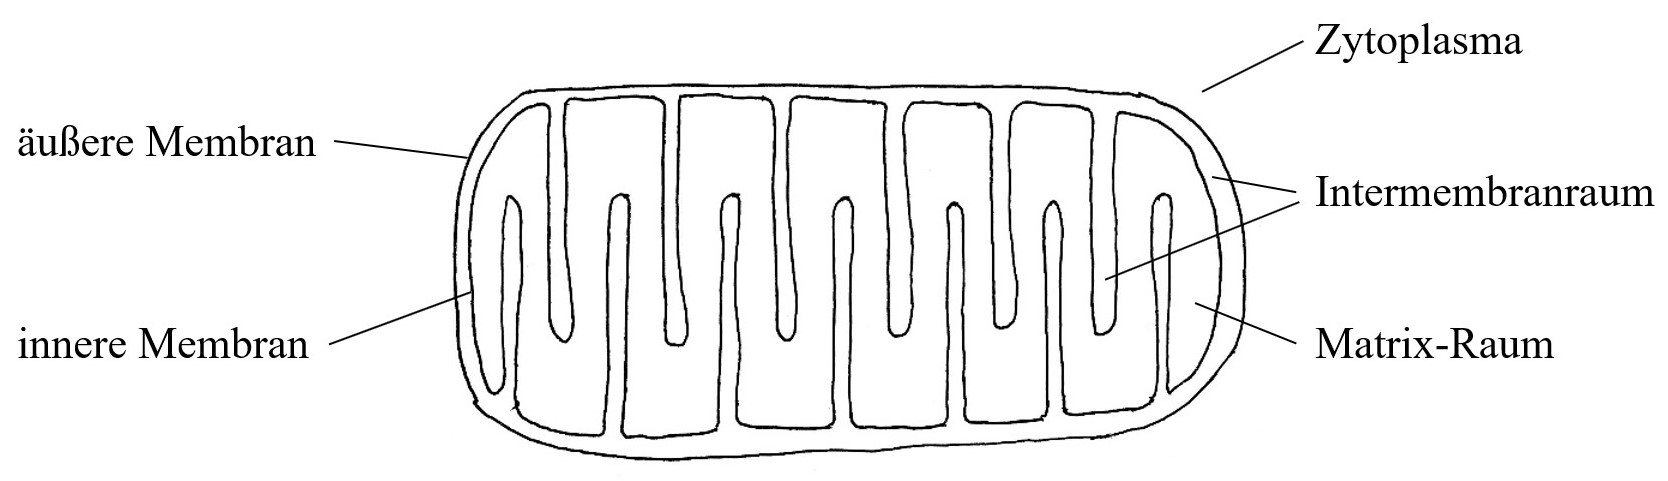 Zytoplasma
äußere Membran
Intermembranraum
innere Membran
Matrix-Raum